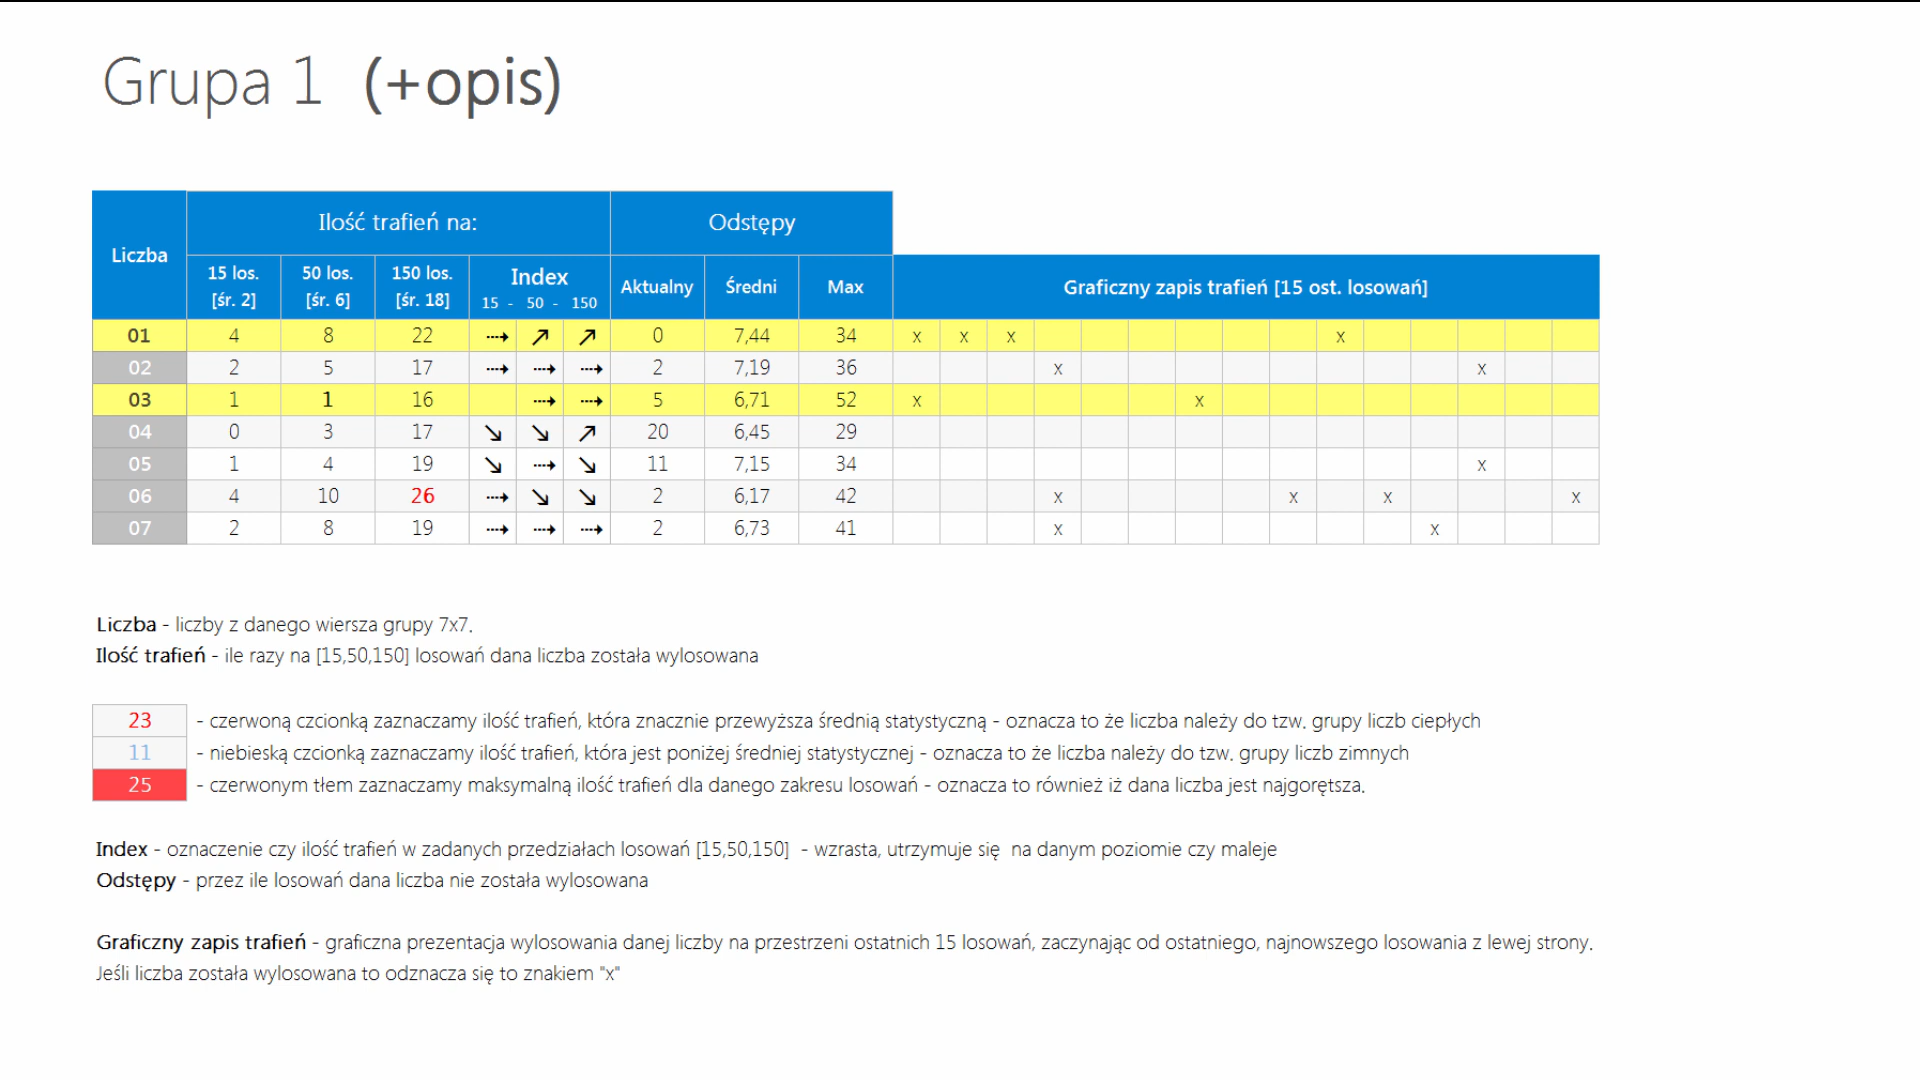 Grupa 1 (+opis)
Liczba
Ilość trafień na:
Odstępy
15 los. [śr. 2]
50 los. [śr. 6]
150 los. [śr. 18]
Index
15 - 50 - 150
Aktualny
Średni
Max
Graficzny zapis trafień [15 ost. losowań]
01 4 8 22 ⤏ ↗ ↗ 0 7,44 34 x x x x
02 2 5 17 ⤏ ⤏ ⤏ 2 7,19 36 x x
03 1 1 16 ⤏ ⤏ 5 6,71 52 x x
04 0 3 17 ↘ ↘ ↗ 20 6,45 29
05 1 4 19 ↘ ⤏ ↘ 11 7,15 34 x
06 4 10 26 ⤏ ↘ ↘ 2 6,17 42 x x x x
07 2 8 19 ⤏ ⤏ ⤏ 2 6,73 41 x x
Liczba - liczby z danego wiersza grupy 7x7.
Ilość trafień - ile razy na [15,50,150] losowań dana liczba została wylosowana
23 - czerwoną czcionką zaznaczamy ilość trafień, która znacznie przewyższa średnią statystyczną - oznacza to że liczba należy do tzw. grupy liczb ciepłych
11 - niebieską czcionką zaznaczamy ilość trafień, która jest poniżej średniej statystycznej - oznacza to że liczba należy do tzw. grupy liczb zimnych
25 - czerwonym tłem zaznaczamy maksymalną ilość trafień dla danego zakresu losowań - oznacza to również iż dana liczba jest najgorętsza.
Index - oznaczenie czy ilość trafień w zadanych przedziałach losowań [15,50,150] - wzrasta, utrzymuje się na danym poziomie czy maleje
Odstępy - przez ile losowań dana liczba nie została wylosowana
Graficzny zapis trafień - graficzna prezentacja wylosowania danej liczby na przestrzeni ostatnich 15 losowań, zaczynając od ostatniego, najnowszego losowania z lewej strony.
Jeśli liczba została wylosowana to odznacza się to znakiem "x"